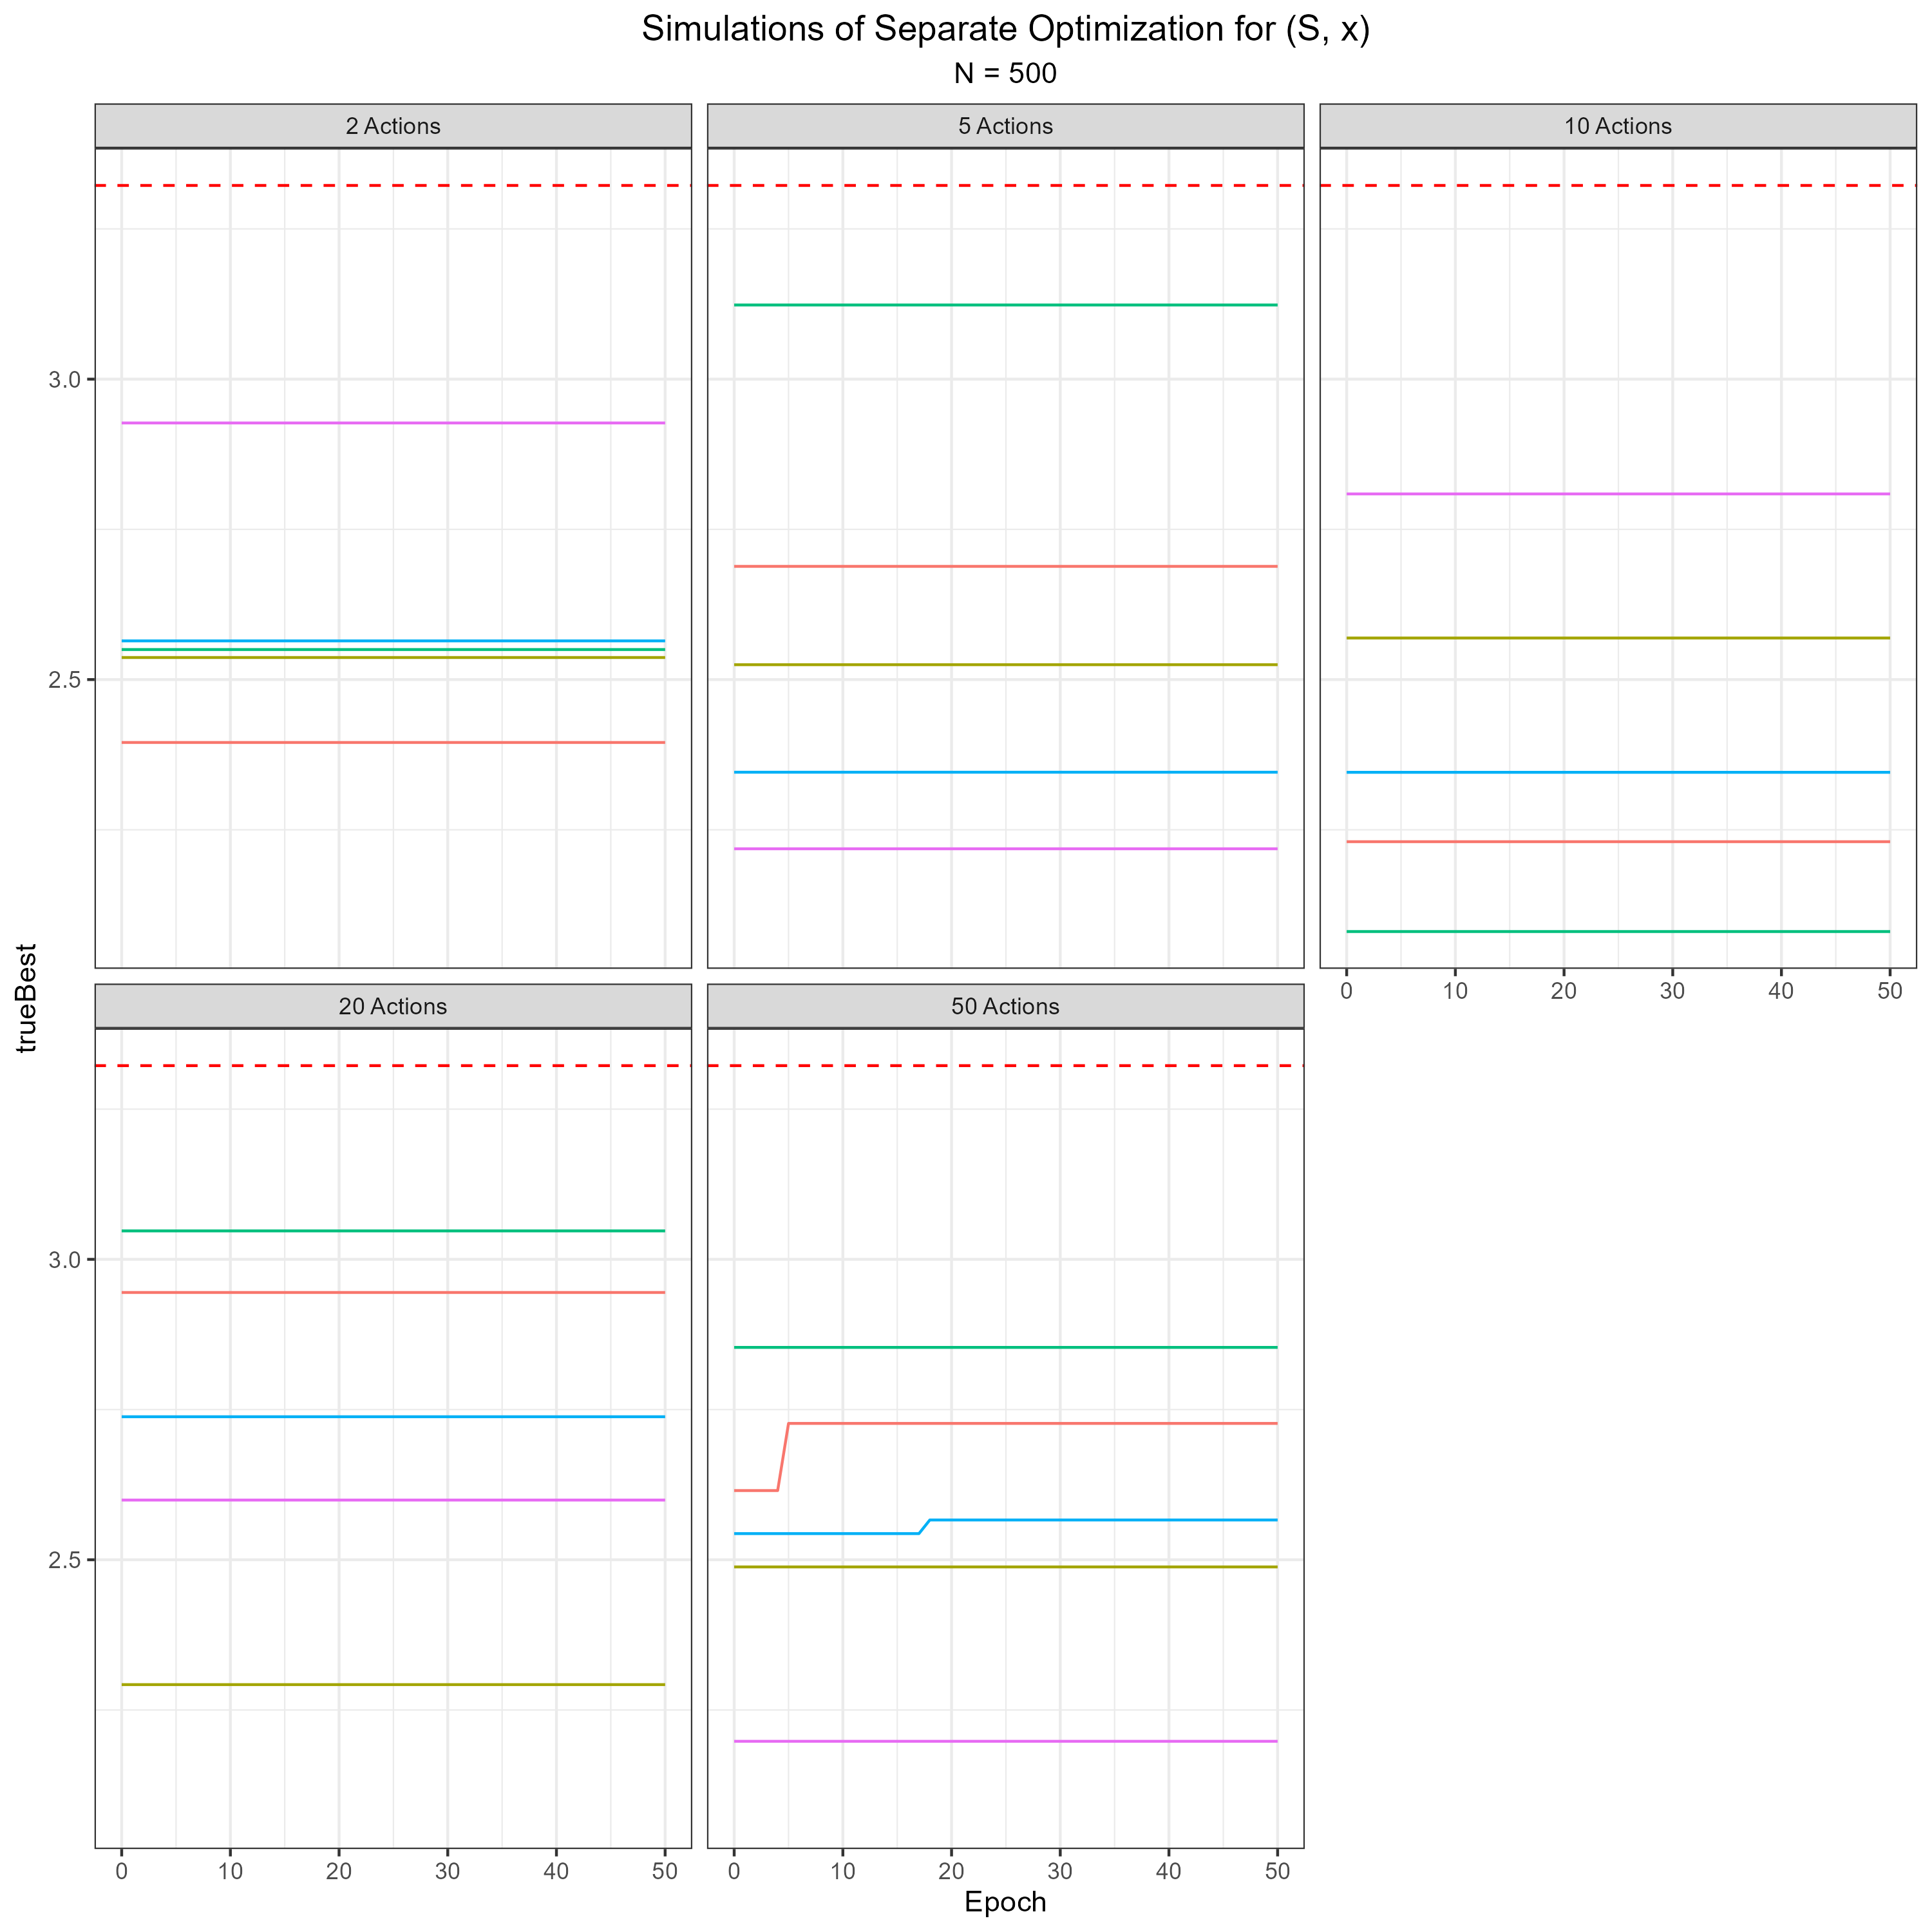 Simulations of Separate Optimization for (S, x)
N = 500
2 Actions
5 Actions
10 Actions
3.0
2.5
0 10 20 30 40 50
trueBest
20 Actions
50 Actions
3.0
2.5
0 10 20 30 40 50
0 10 20 30 40 50
Epoch